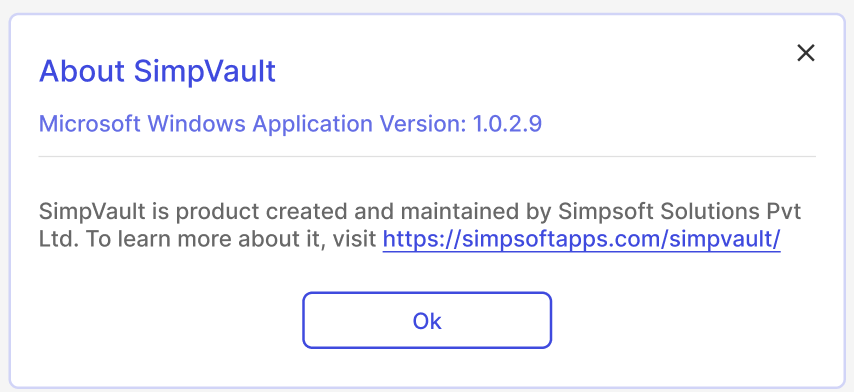 About SimpVault
Microsoft Windows Application Version: 1.0.2.9
SimpVault is product created and maintained by Simpsoft Solutions Pvt
Ltd. To learn more about it, visit https://simpsoftapps.com/simpvault/
Ok